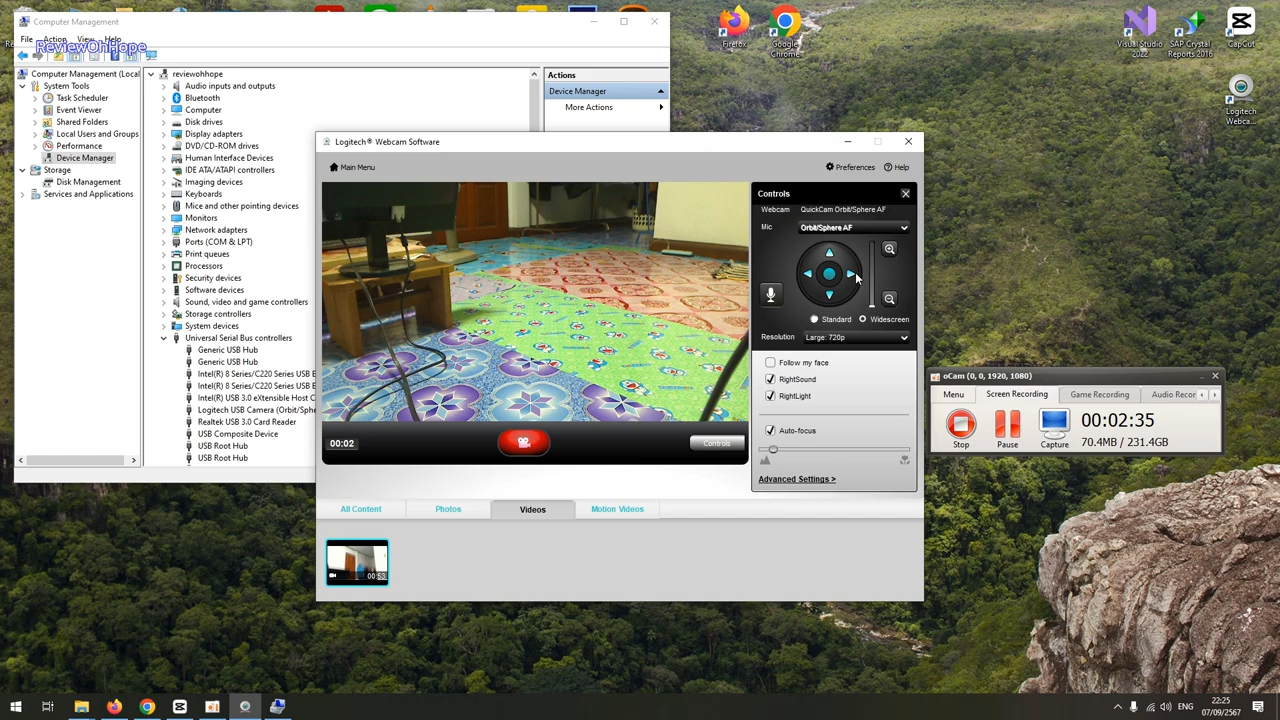 Computer Management
File Action View Help
ReviewOhHope
Computer Management (Local
System Tools
Task Scheduler
Event Viewer
Shared Folders
Local Users and Groups
Performance
Device Manager
Storage
Disk Management
Services and Applications
reviewohhope
Audio inputs and outputs
Bluetooth
Computer
Disk drives
Display adapters
DVD/CD-ROM drives
Human Interface Devices
IDE ATA/ATAPI controllers
Imaging devices
Keyboards
Mice and other pointing devices
Monitors
Network adapters
Ports (COM & LPT)
Print queues
Processors
Security devices
Software devices
Sound, video and game controllers
Storage controllers
System devices
Universal Serial Bus controllers
Generic USB Hub
Generic USB Hub
Intel(R) 8 Series/C220 Series USB E
Intel(R) 8 Series/C220 Series USB E
Intel(R) USB 3.0 eXtensible Host C
Logitech USB Camera (Orbit/Sphe
Realtek USB 3.0 Card Reader
USB Composite Device
USB Root Hub
USB Root Hub
Actions
Device Manager
More Actions
Firefox
Google Chrome
Visual Studio 2022
SAP Crystal Reports 2016
CapCut
Logitech Webca...
Logitech® Webcam Software
Main Menu
Preferences
Help
Controls
Webcam QuickCam Orbit/Sphere AF
Mic Orbit/Sphere AF
Standard Widescreen
Resolution Large: 720p
Follow my face
RightSound
RightLight
Auto-focus
Advanced Settings >
00:02
Controls
All Content
Photos
Videos
Motion Videos
00:53
oCam (0, 0, 1920, 1080)
Menu
Screen Recording
Game Recording
Audio Recor
Stop
Pause
Capture
00:02:35
70.4MB / 231.4GB
ENG
22:25
07/09/2567